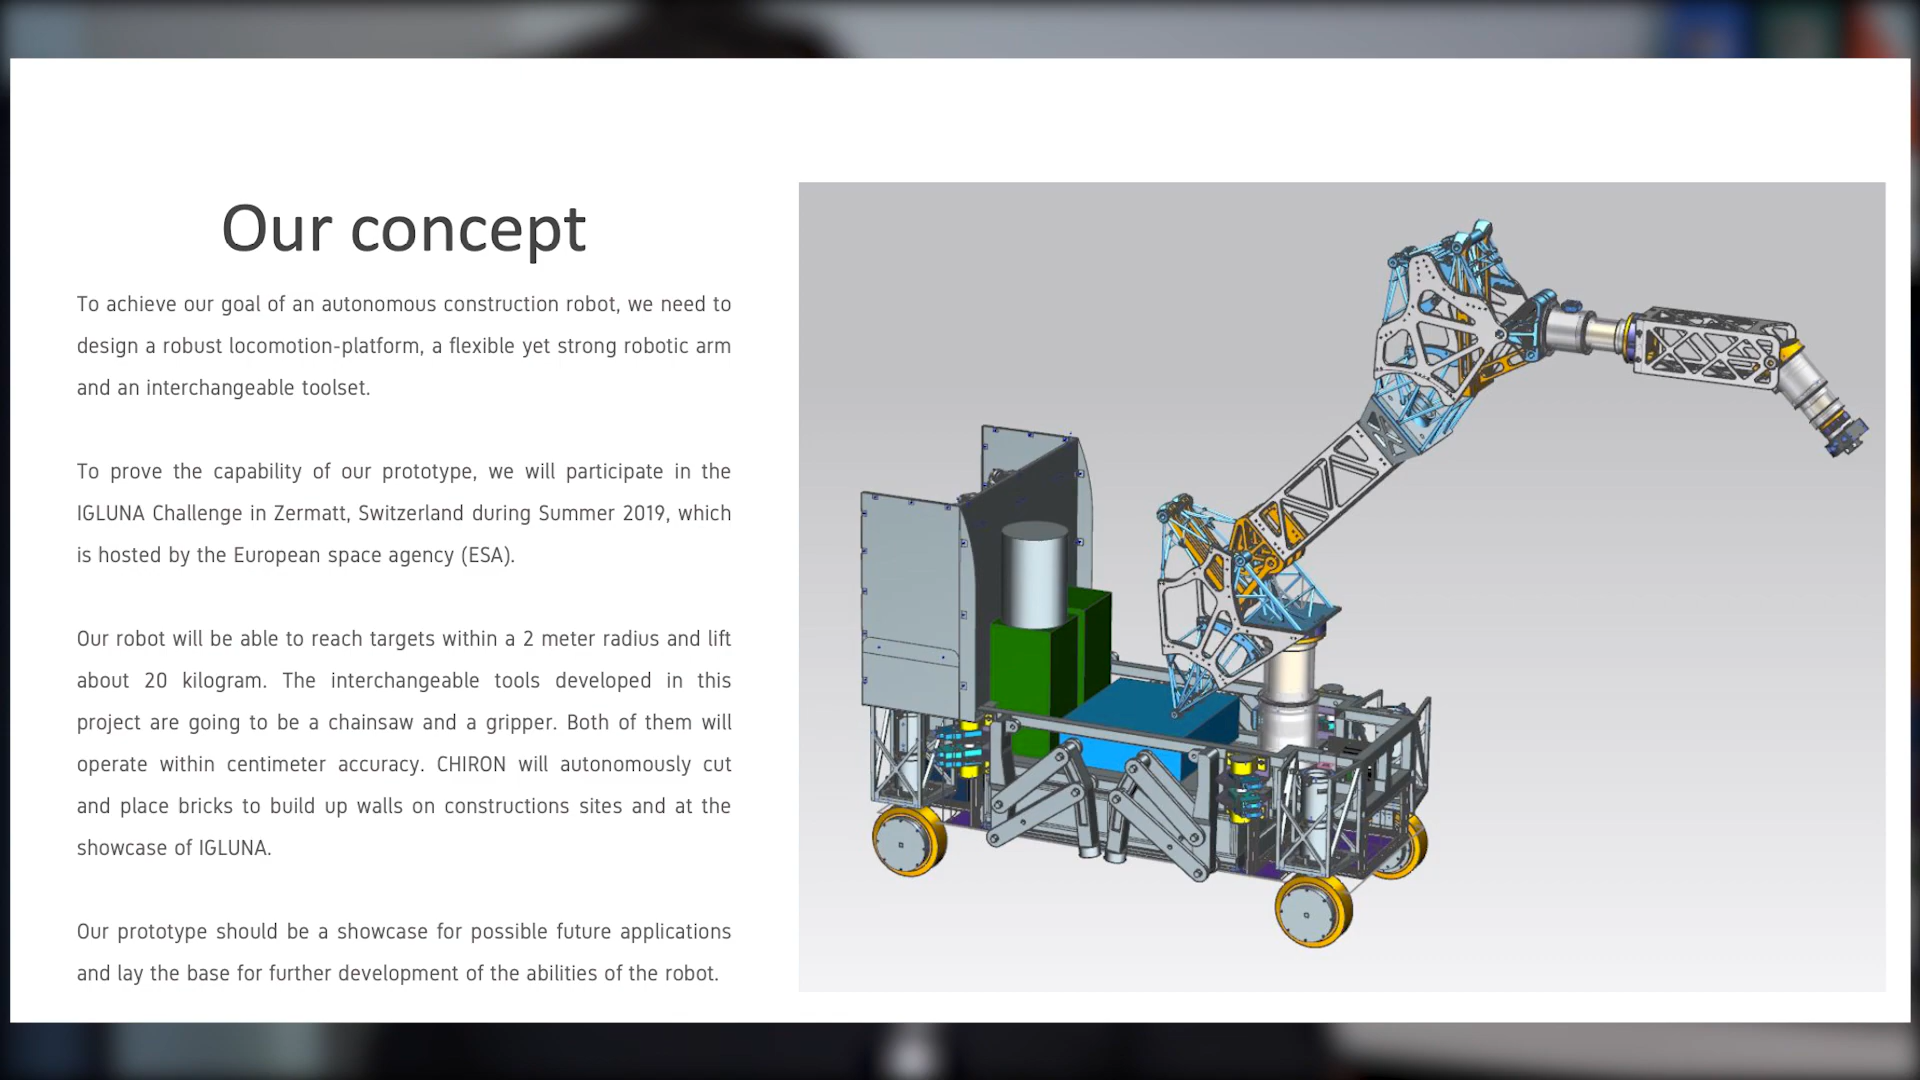 Our concept
To achieve our goal of an autonomous construction robot, we need to
design a robust locomotion-platform, a flexible yet strong robotic arm
and an interchangeable toolset.
To prove the capability of our prototype, we will participate in the
IGLUNA Challenge in Zermatt, Switzerland during Summer 2019, which
is hosted by the European space agency (ESA).
Our robot will be able to reach targets within a 2 meter radius and lift
about 20 kilogram. The interchangeable tools developed in this
project are going to be a chainsaw and a gripper. Both of them will
operate within centimeter accuracy. CHIRON will autonomously cut
and place bricks to build up walls on constructions sites and at the
showcase of IGLUNA.
Our prototype should be a showcase for possible future applications
and lay the base for further development of the abilities of the robot.